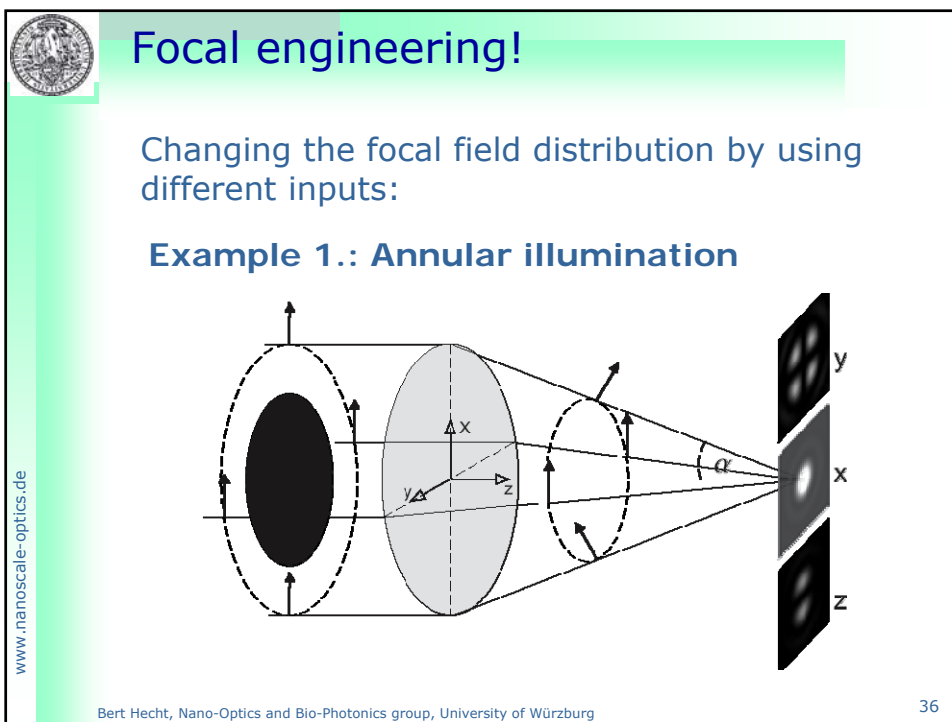 Focal engineering!
Changing the focal field distribution by using
different inputs:
Example 1.: Annular illumination
y
x
x
α
y
z
z
www.nanoscale-optics.de
Bert Hecht, Nano-Optics and Bio-Photonics group, University of Würzburg
36